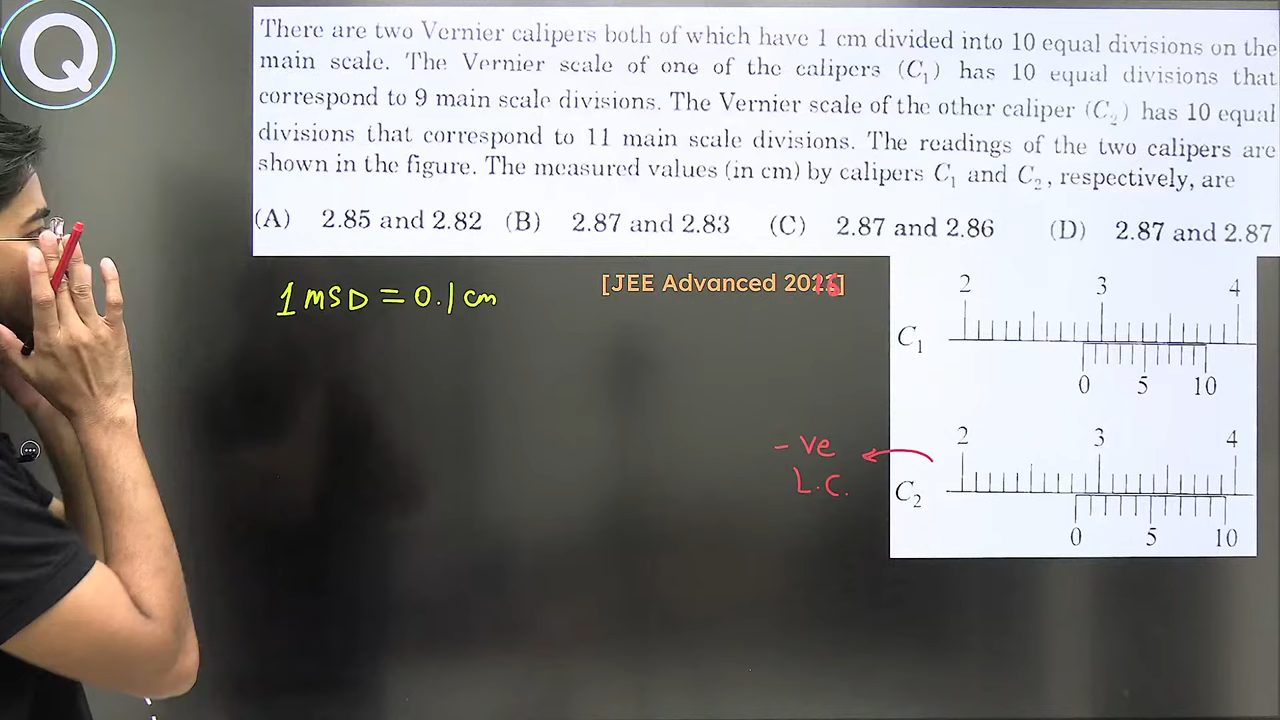 Q
There are two Vernier calipers both of which have 1 cm divided into 10 equal divisions on the
main scale. The Vernier scale of one of the calipers (C₁) has 10 equal divisions that
correspond to 9 main scale divisions. The Vernier scale of the other caliper (C₂) has 10 equal
divisions that correspond to 11 main scale divisions. The readings of the two calipers are
shown in the figure. The measured values (in cm) by calipers C₁ and C₂, respectively, are
(A) 2.85 and 2.82 (B) 2.87 and 2.83 (C) 2.87 and 2.86 (D) 2.87 and 2.87
1 MSD = 0.1 cm
[JEE Advanced 2016]
2 3 4
C₁
0 5 10
2 3 4
- ve
L.C.
C₂
0 5 10